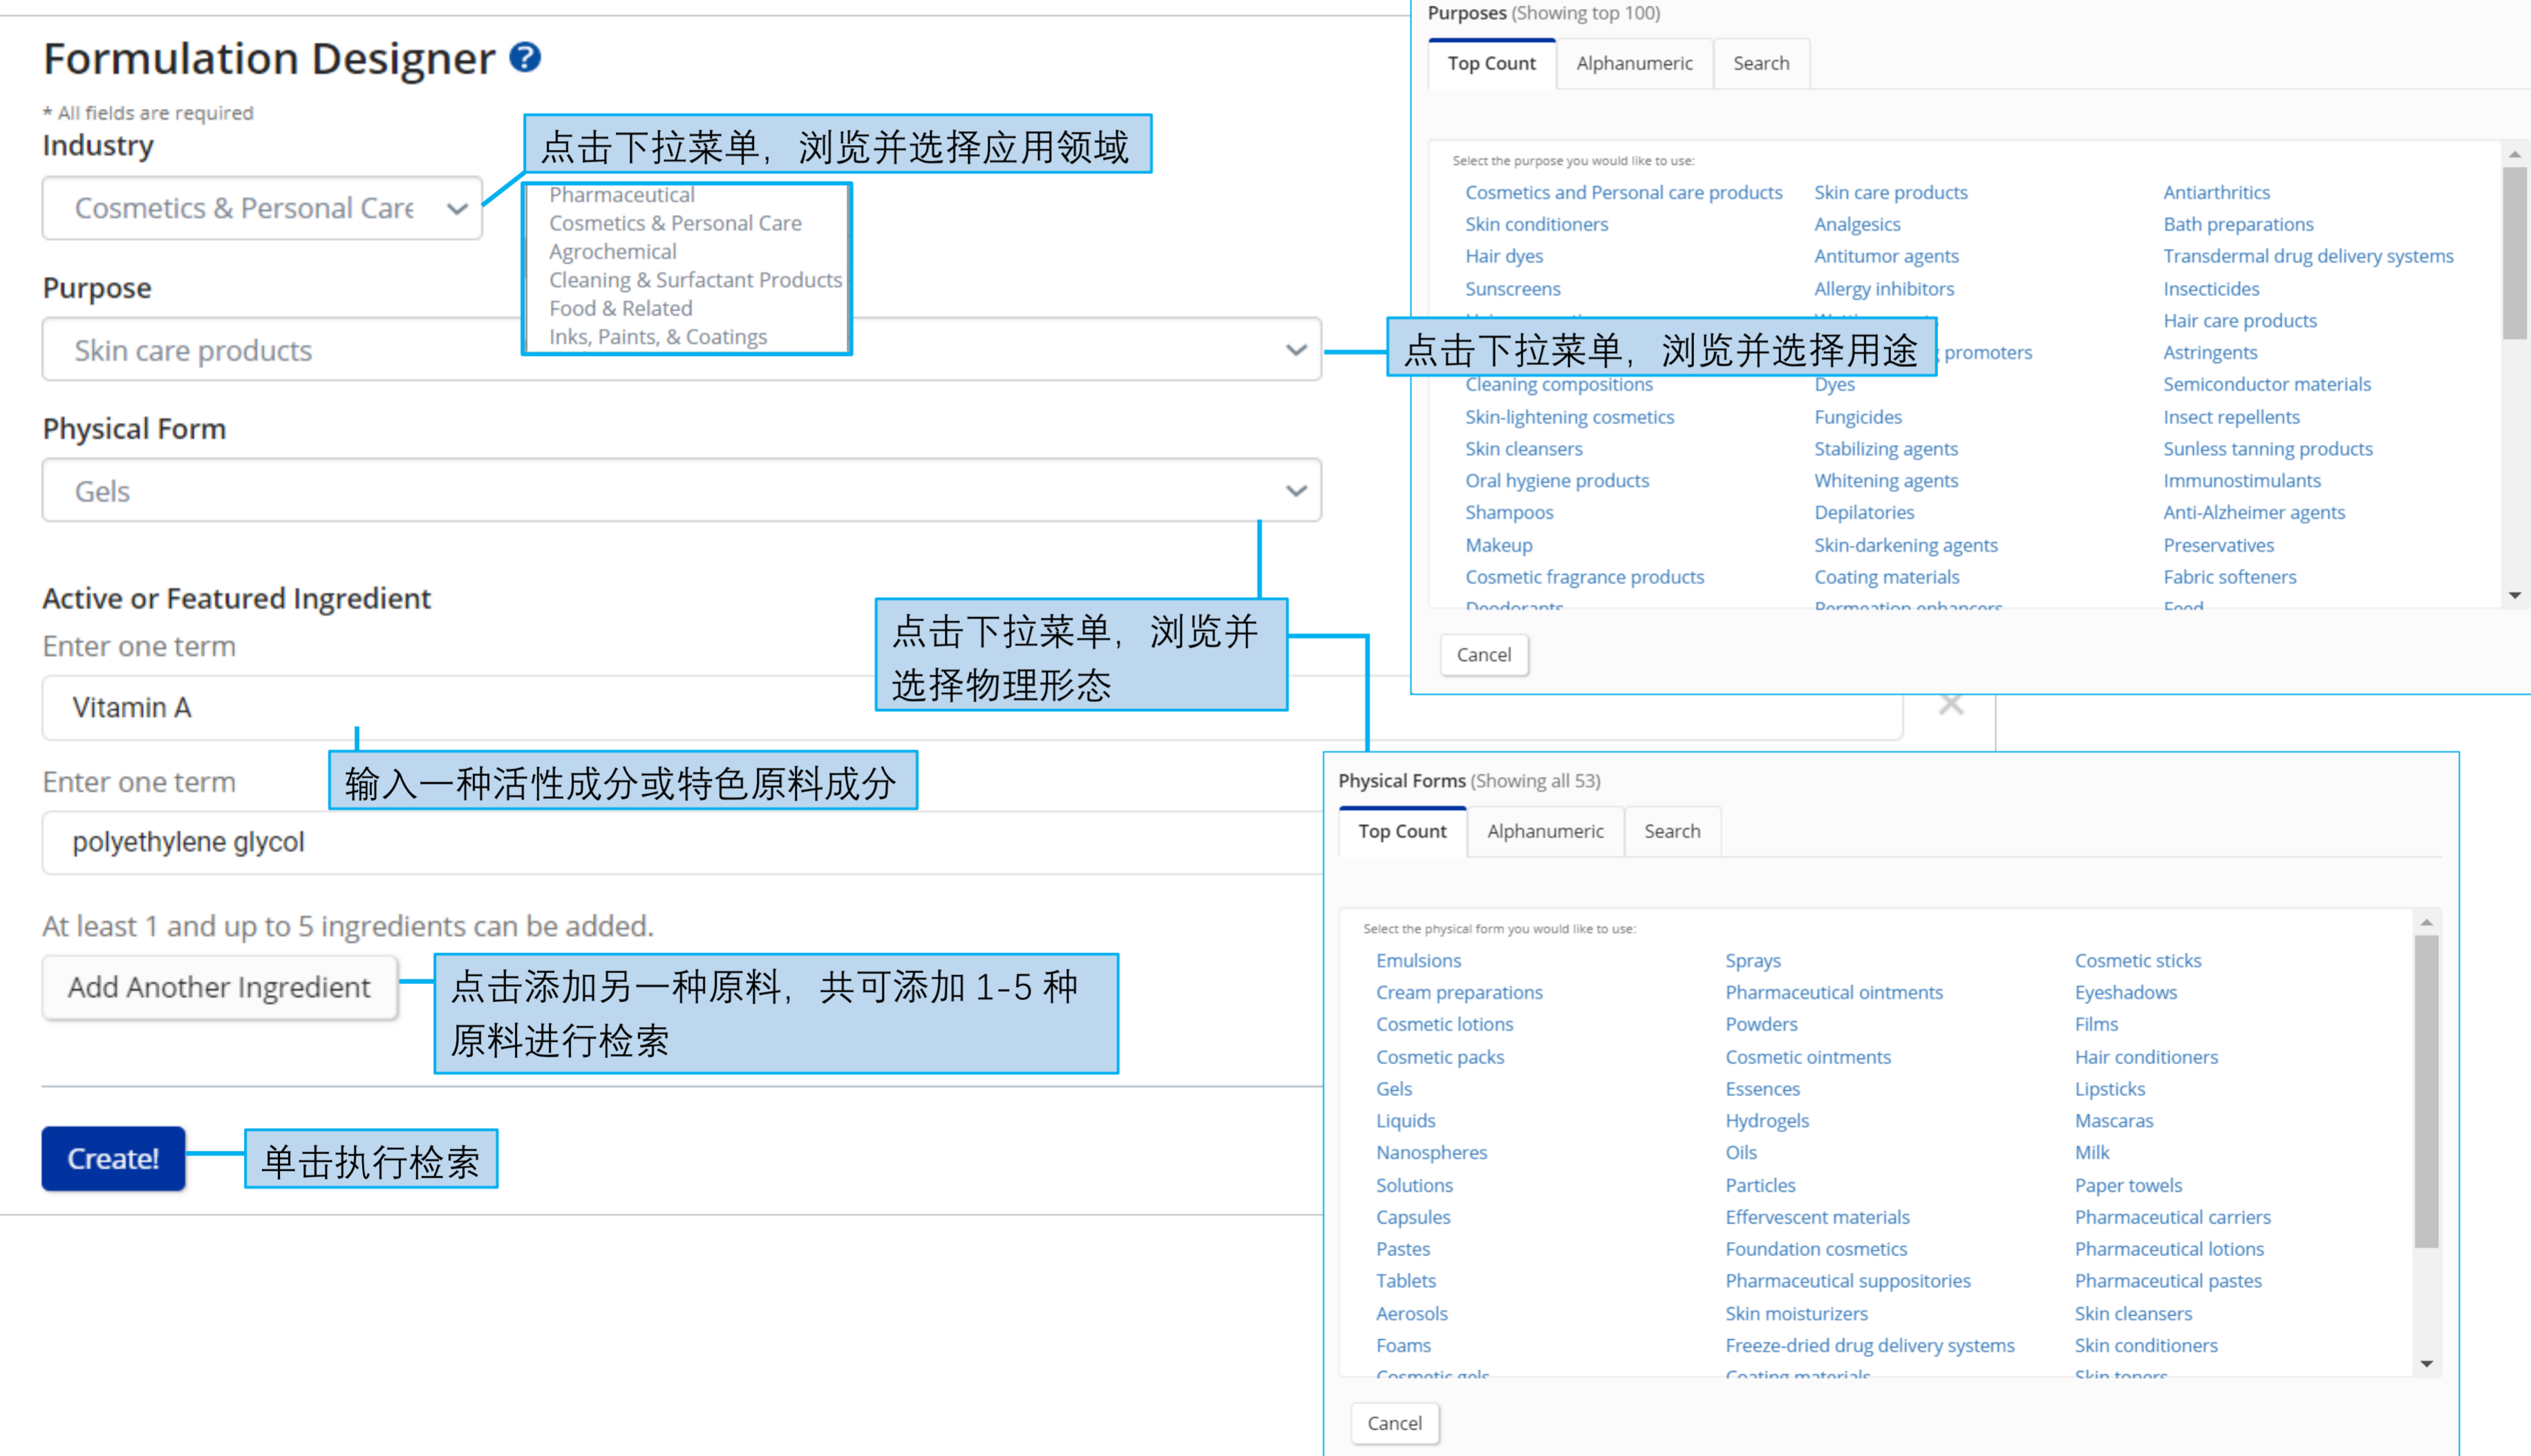 Formulation Designer ?
* All fields are required
Industry
点击下拉菜单，浏览并选择应用领域
Cosmetics & Personal Care
Pharmaceutical
Cosmetics & Personal Care
Agrochemical
Cleaning & Surfactant Products
Food & Related
Inks, Paints, & Coatings
Purpose
Skin care products
点击下拉菜单，浏览并选择用途
Physical Form
Gels
点击下拉菜单，浏览并
选择物理形态
Active or Featured Ingredient
Enter one term
Vitamin A
输入一种活性成分或特色原料成分
Enter one term
polyethylene glycol
At least 1 and up to 5 ingredients can be added.
Add Another Ingredient
点击添加另一种原料，共可添加 1-5 种
原料进行检索
Create!
单击执行检索
Purposes (Showing top 100)
Top Count Alphanumeric Search
Select the purpose you would like to use:
Cosmetics and Personal care products Skin care products Antiarthritics
Skin conditioners Analgesics Bath preparations
Hair dyes Antitumor agents Transdermal drug delivery systems
Sunscreens Allergy inhibitors Insecticides
Hair care products
promoters Astringents
Cleaning compositions Dyes Semiconductor materials
Skin-lightening cosmetics Fungicides Insect repellents
Skin cleansers Stabilizing agents Sunless tanning products
Oral hygiene products Whitening agents Immunostimulants
Shampoos Depilatories Anti-Alzheimer agents
Makeup Skin-darkening agents Preservatives
Cosmetic fragrance products Coating materials Fabric softeners
Deodorants Permeation enhancers Feed
Cancel
Physical Forms (Showing all 53)
Top Count Alphanumeric Search
Select the physical form you would like to use:
Emulsions Sprays Cosmetic sticks
Cream preparations Pharmaceutical ointments Eyeshadows
Cosmetic lotions Powders Films
Cosmetic packs Cosmetic ointments Hair conditioners
Gels Essences Lipsticks
Liquids Hydrogels Mascaras
Nanospheres Oils Milk
Solutions Particles Paper towels
Capsules Effervescent materials Pharmaceutical carriers
Pastes Foundation cosmetics Pharmaceutical lotions
Tablets Pharmaceutical suppositories Pharmaceutical pastes
Aerosols Skin moisturizers Skin cleansers
Foams Freeze-dried drug delivery systems Skin conditioners
Cosmetic gels Coating materials Skin toners
Cancel